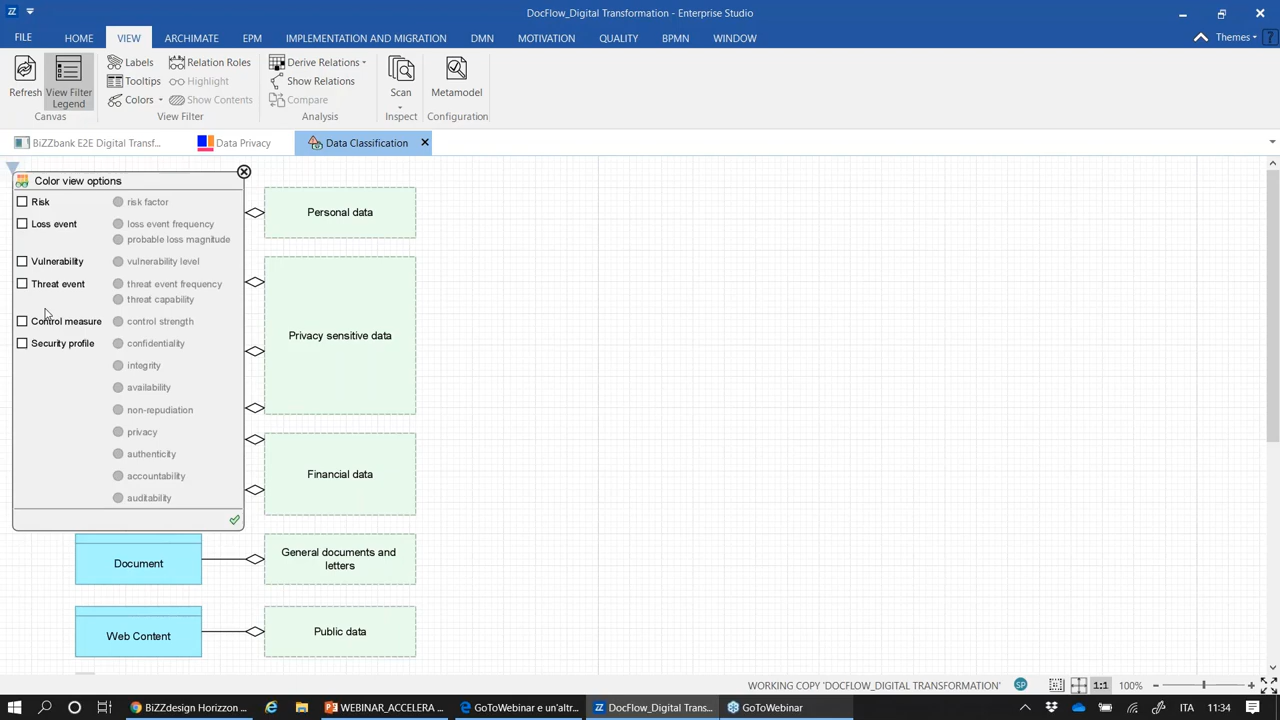 DocFlow_Digital Transformation - Enterprise Studio
FILE HOME VIEW ARCHIMATE EPM IMPLEMENTATION AND MIGRATION DMN MOTIVATION QUALITY BPMN WINDOW Themes ?
Labels Relation Roles Derive Relations
Tooltips Highlight Show Relations
Colors Show Contents Compare
Refresh View Filter Legend Scan Metamodel
Canvas View Filter Analysis Inspect Configuration
BiZZbank E2E Digital Transf... Data Privacy Data Classification
Color view options
Risk risk factor
Loss event loss event frequency
probable loss magnitude
Vulnerability vulnerability level
Threat event threat event frequency
threat capability
Control measure control strength
Security profile confidentiality
integrity
availability
non-repudiation
privacy
authenticity
accountability
auditability
Personal data
Privacy sensitive data
Financial data
Document
General documents and
letters
Web Content
Public data
WORKING COPY 'DOCFLOW_DIGITAL TRANSFORMATION' SP 1:1 100%
BiZZdesign Horizzon ... WEBINAR_ACCELERA ... GoToWebinar e un'altr... DocFlow_Digital Trans... GoToWebinar ITA 11:34